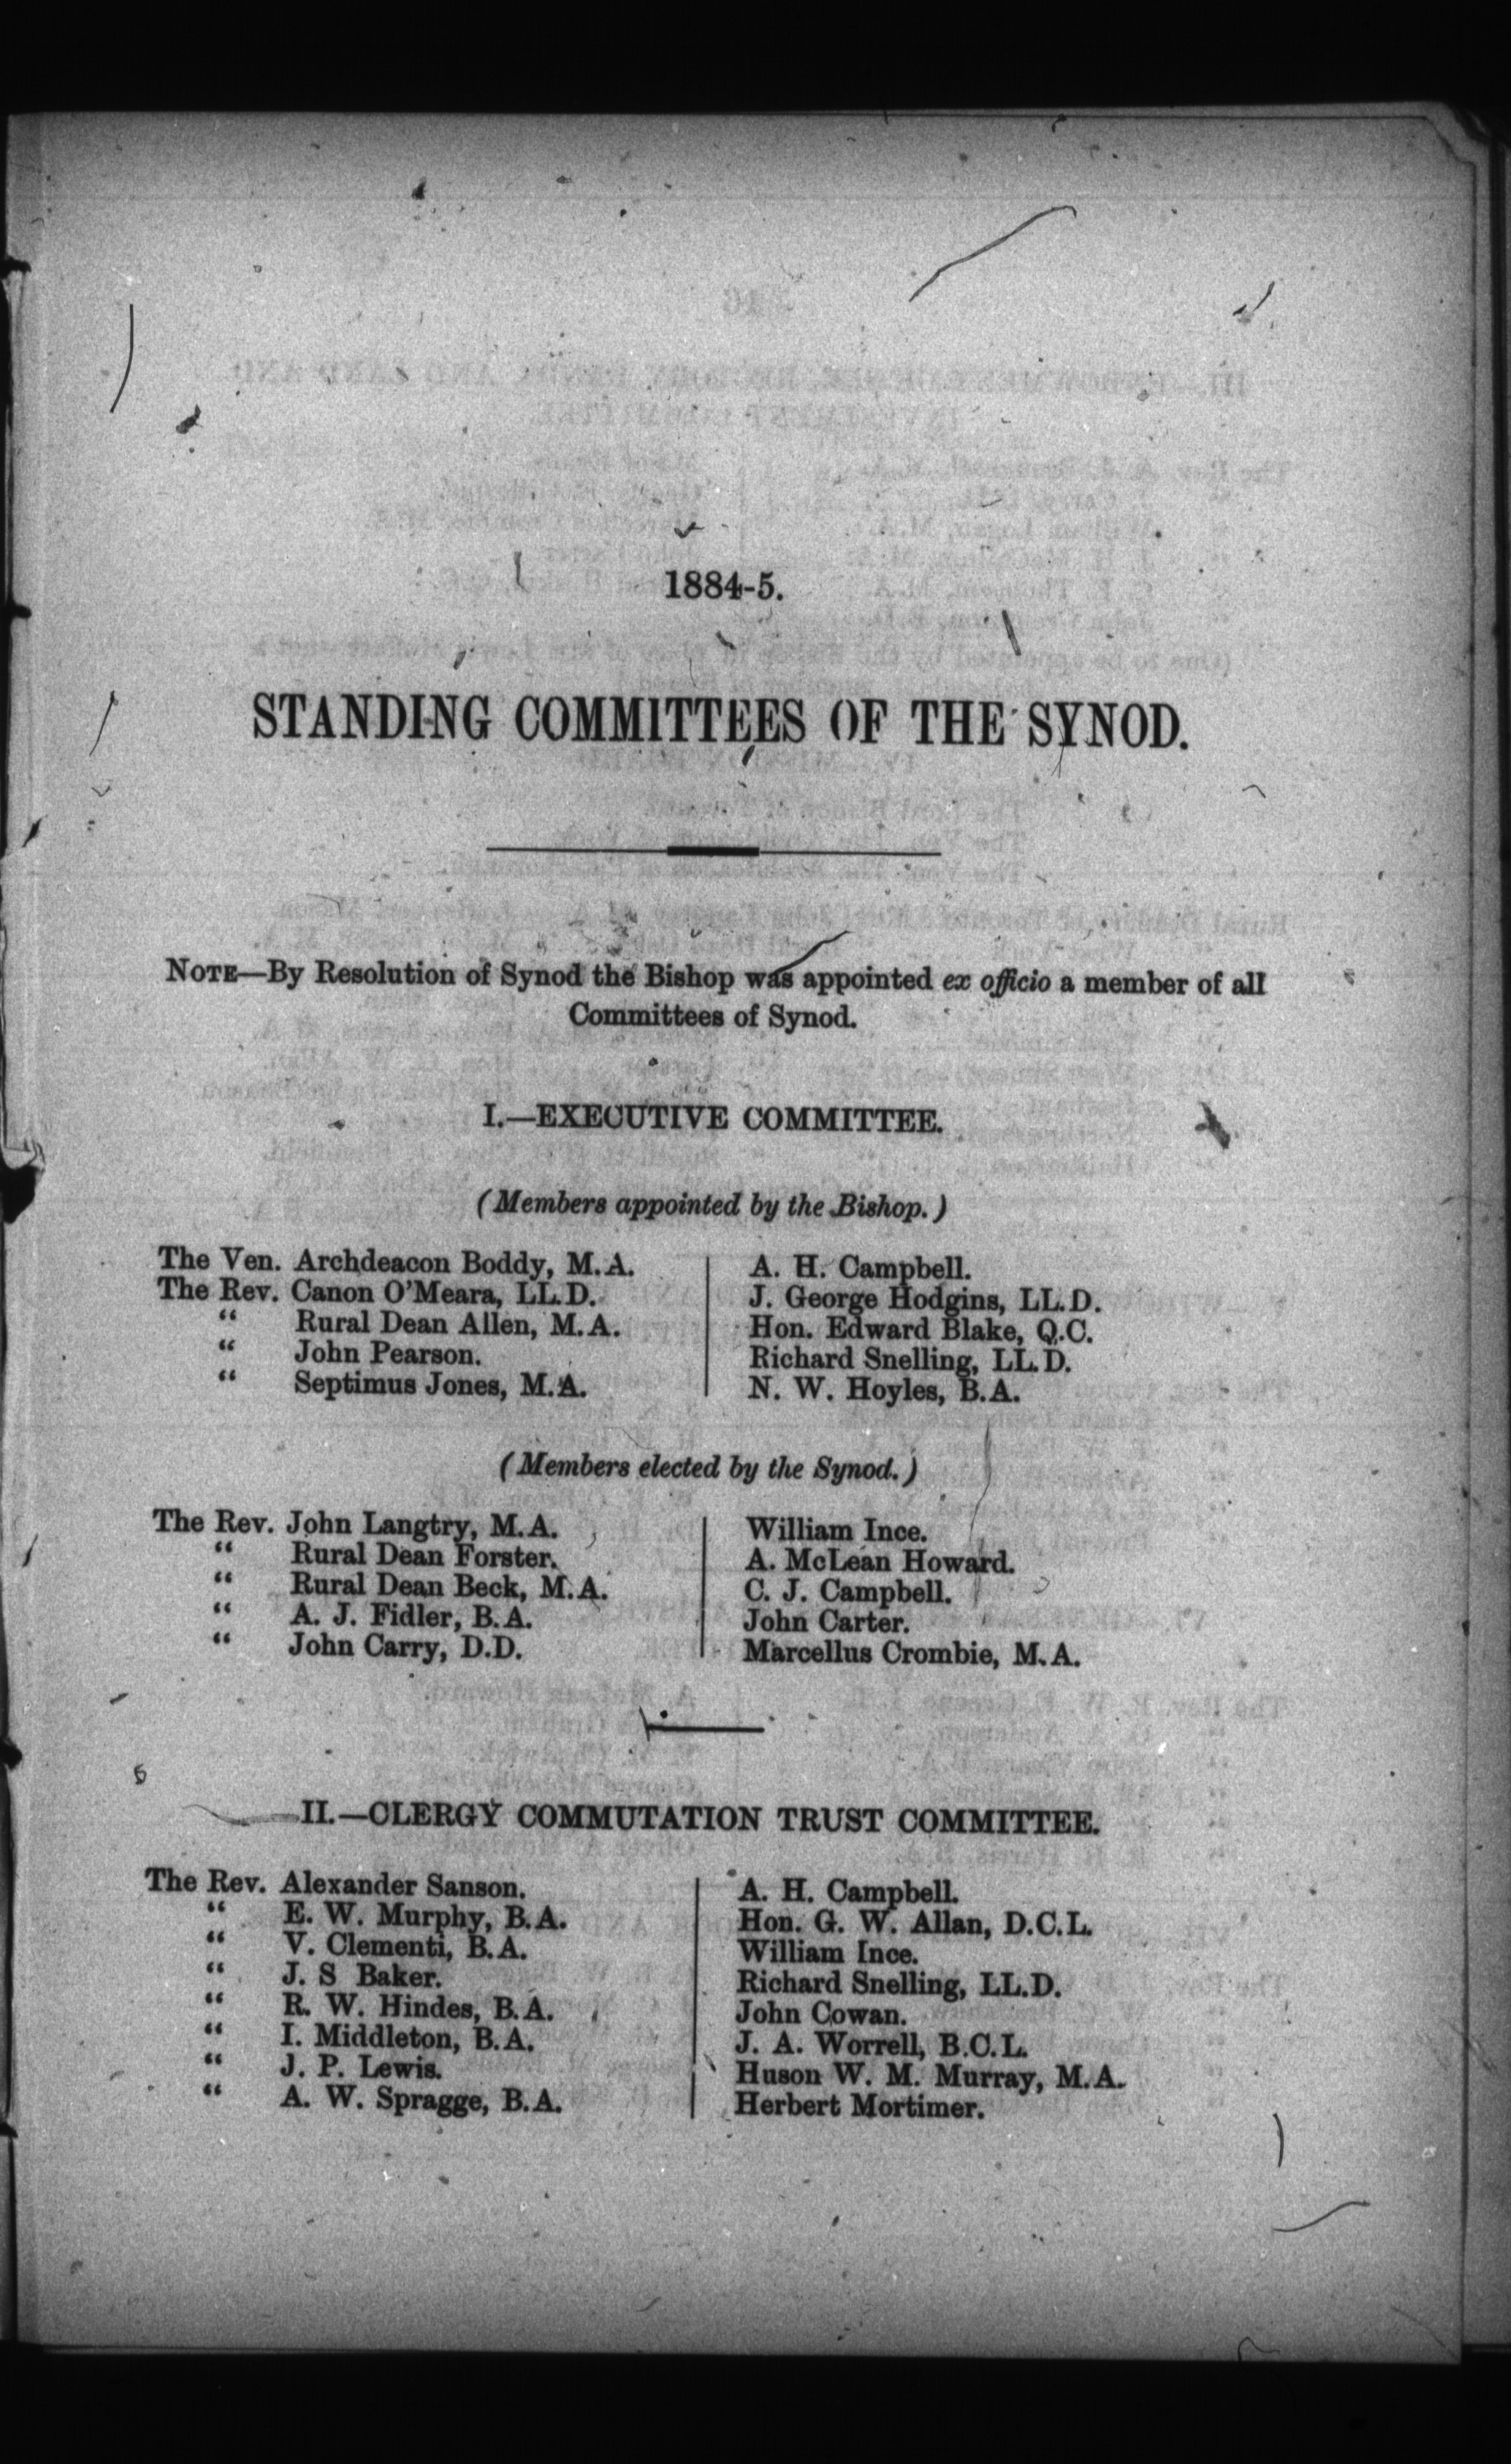 1884-5.
STANDING COMMITTEES OF THE SYNOD.
NOTE—By Resolution of Synod the Bishop was appointed ex officio a member of all
Committees of Synod.
I.—EXECUTIVE COMMITTEE.
(Members appointed by the Bishop.)
The Ven. Archdeacon Boddy, M.A.
The Rev. Canon O'Meara, LL.D.
“ Rural Dean Allen, M.A.
“ John Pearson.
“ Septimus Jones, M.A.
A. H. Campbell.
J. George Hodgins, LL.D.
Hon. Edward Blake, Q.C.
Richard Snelling, LL.D.
N. W. Hoyles, B.A.
(Members elected by the Synod.)
The Rev. John Langtry, M.A.
“ Rural Dean Forster.
“ Rural Dean Beck, M.A.
“ A. J. Fidler, B.A.
“ John Carry, D.D.
William Ince.
A. McLean Howard.
C. J. Campbell.
John Carter.
Marcellus Crombie, M.A.
II.—CLERGY COMMUTATION TRUST COMMITTEE.
The Rev. Alexander Sanson.
“ E. W. Murphy, B.A.
“ V. Clementi, B.A.
“ J. S Baker.
“ R. W. Hindes, B.A.
“ I. Middleton, B.A.
“ J. P. Lewis.
“ A. W. Spragge, B.A.
A. H. Campbell.
Hon. G. W. Allan, D.C.L.
William Ince.
Richard Snelling, LL.D.
John Cowan.
J. A. Worrell, B.C.L.
Huson W. M. Murray, M.A.
Herbert Mortimer.